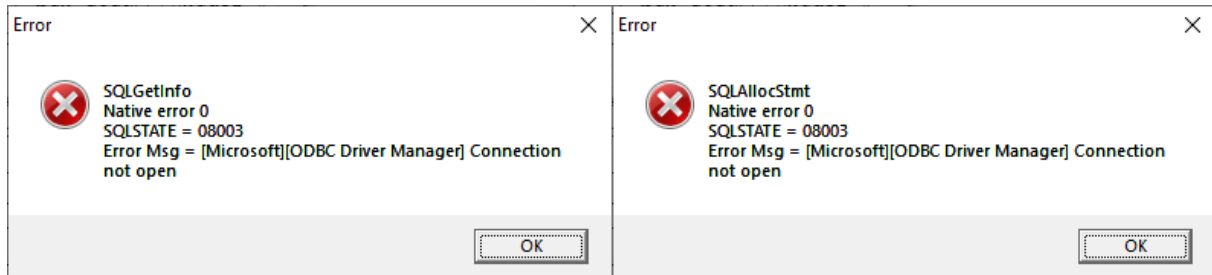 Error
SQLGetInfo
Native error 0
SQLSTATE = 08003
Error Msg = [Microsoft][ODBC Driver Manager] Connection
not open
OK
Error
SQLAllocStmt
Native error 0
SQLSTATE = 08003
Error Msg = [Microsoft][ODBC Driver Manager] Connection
not open
OK